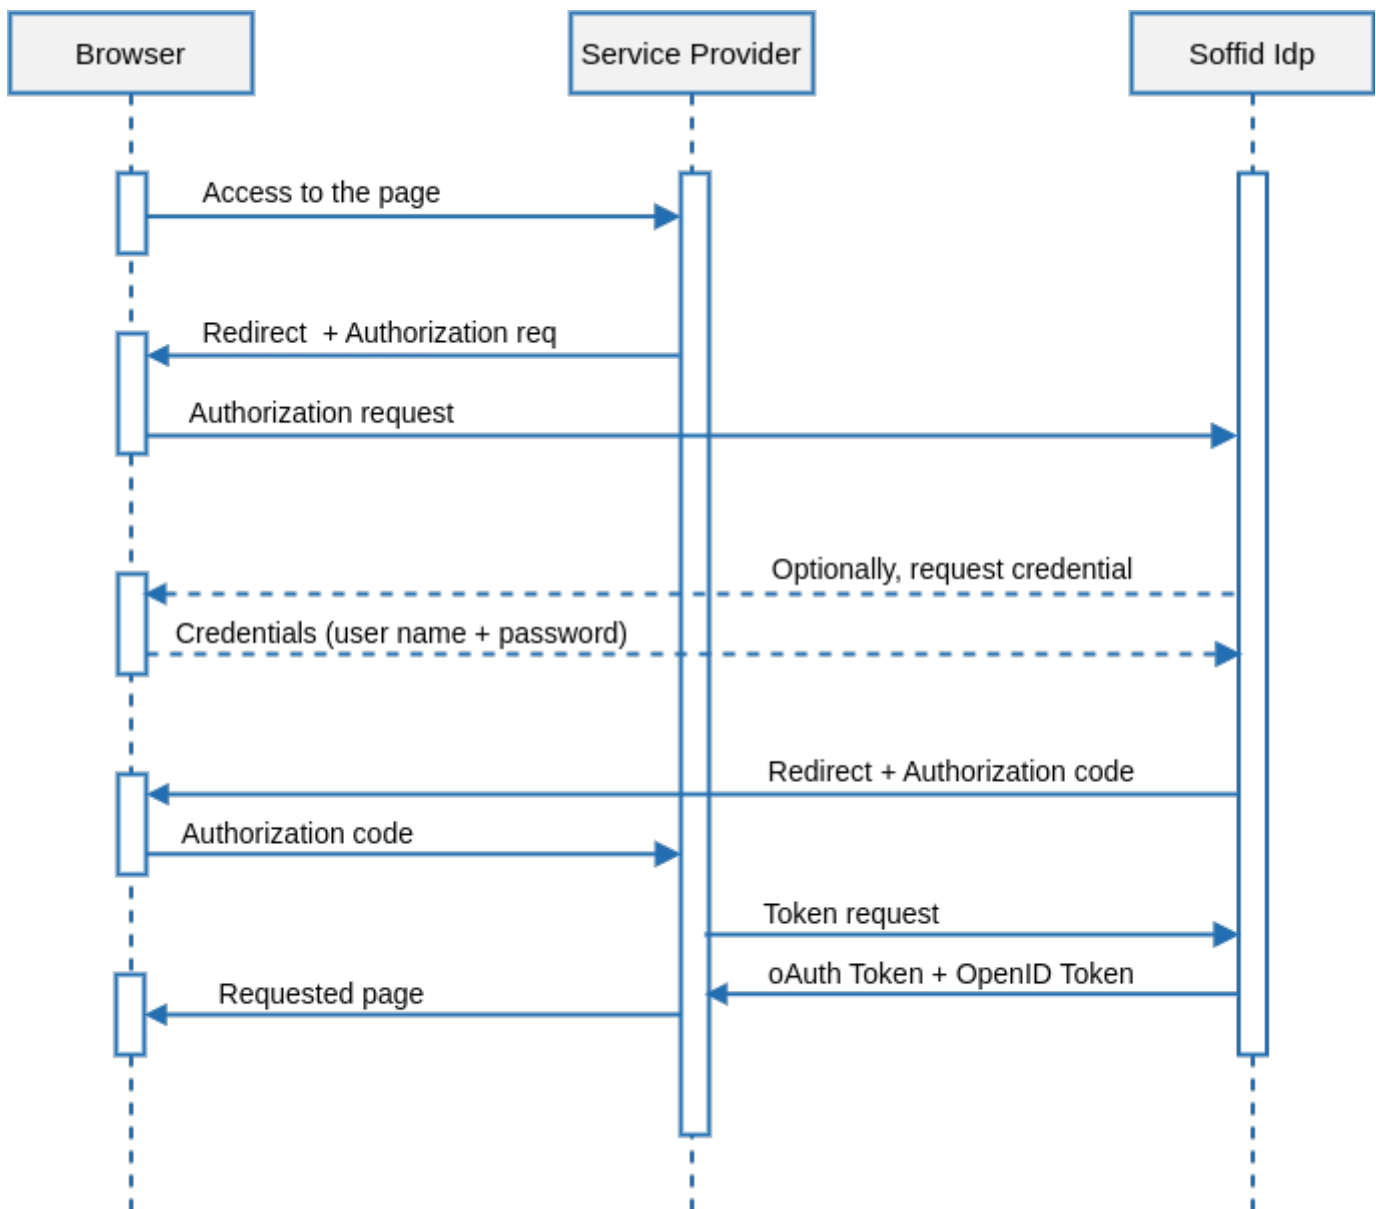 Browser
Service Provider
Soffid Idp
Access to the page
Redirect  + Authorization req
Authorization request
Optionally, request credential
Credentials (user name + password)
Redirect + Authorization code
Authorization code
Token request
oAuth Token + OpenID Token
Requested page